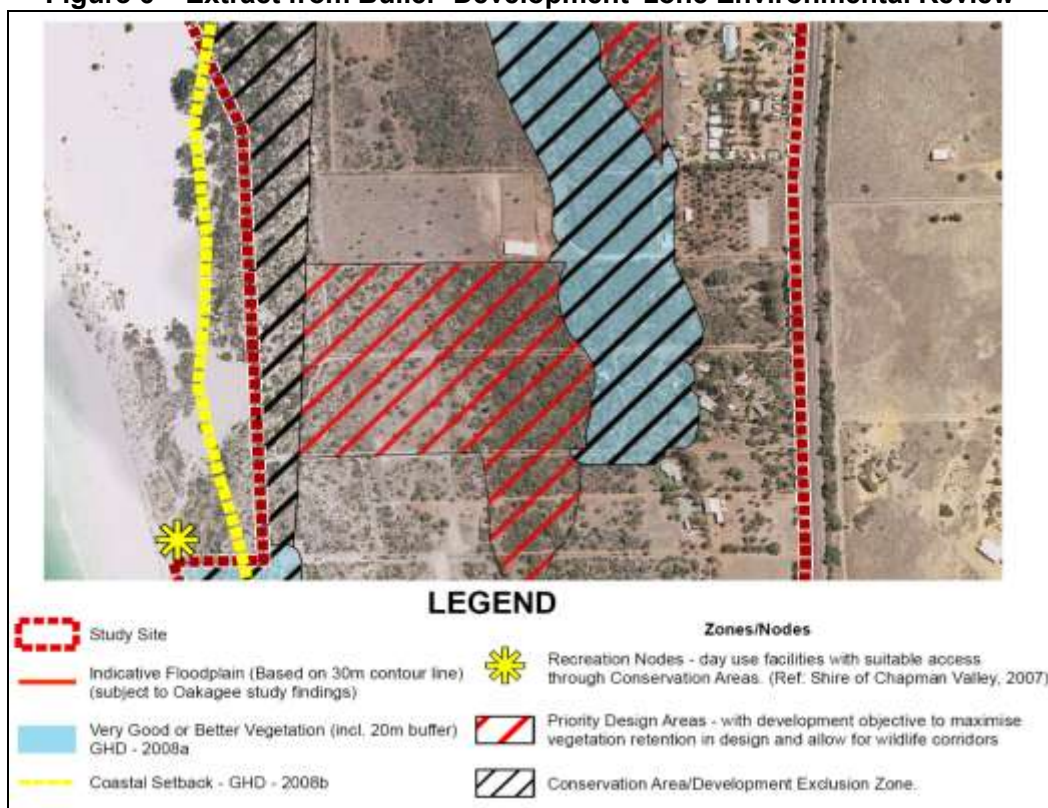 Figure – Extract from Buller Development Zone Environmental Review
LEGEND
Study Site
Indicative Floodplain (Based on 30m contour line)
(subject to Oakagee study findings)
Very Good or Better Vegetation (incl. 20m buffer)
GHD - 2008a
Coastal Setback - GHD - 2008b
Zones/Nodes
Recreation Nodes - day use facilities with suitable access
through Conservation Areas. (Ref: Shire of Chapman Valley, 2007)
Priority Design Areas - with development objective to maximise
vegetation retention in design and allow for wildlife corridors
Conservation Area/Development Exclusion Zone.